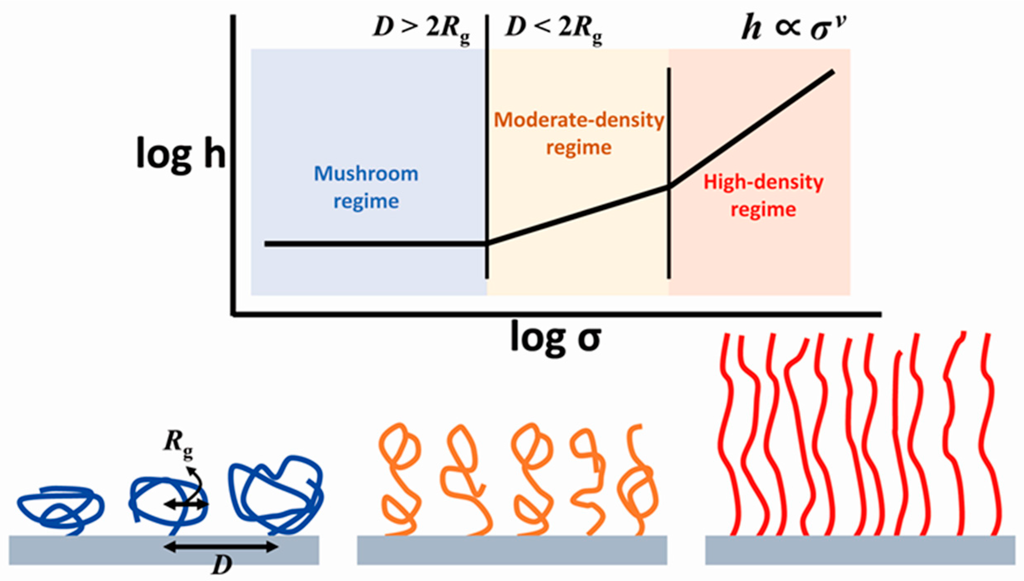 D > 2Rg
D < 2Rg
h ∝ σν
log h
Mushroom
regime
Moderate-density
regime
High-density
regime
log σ
Rg
D